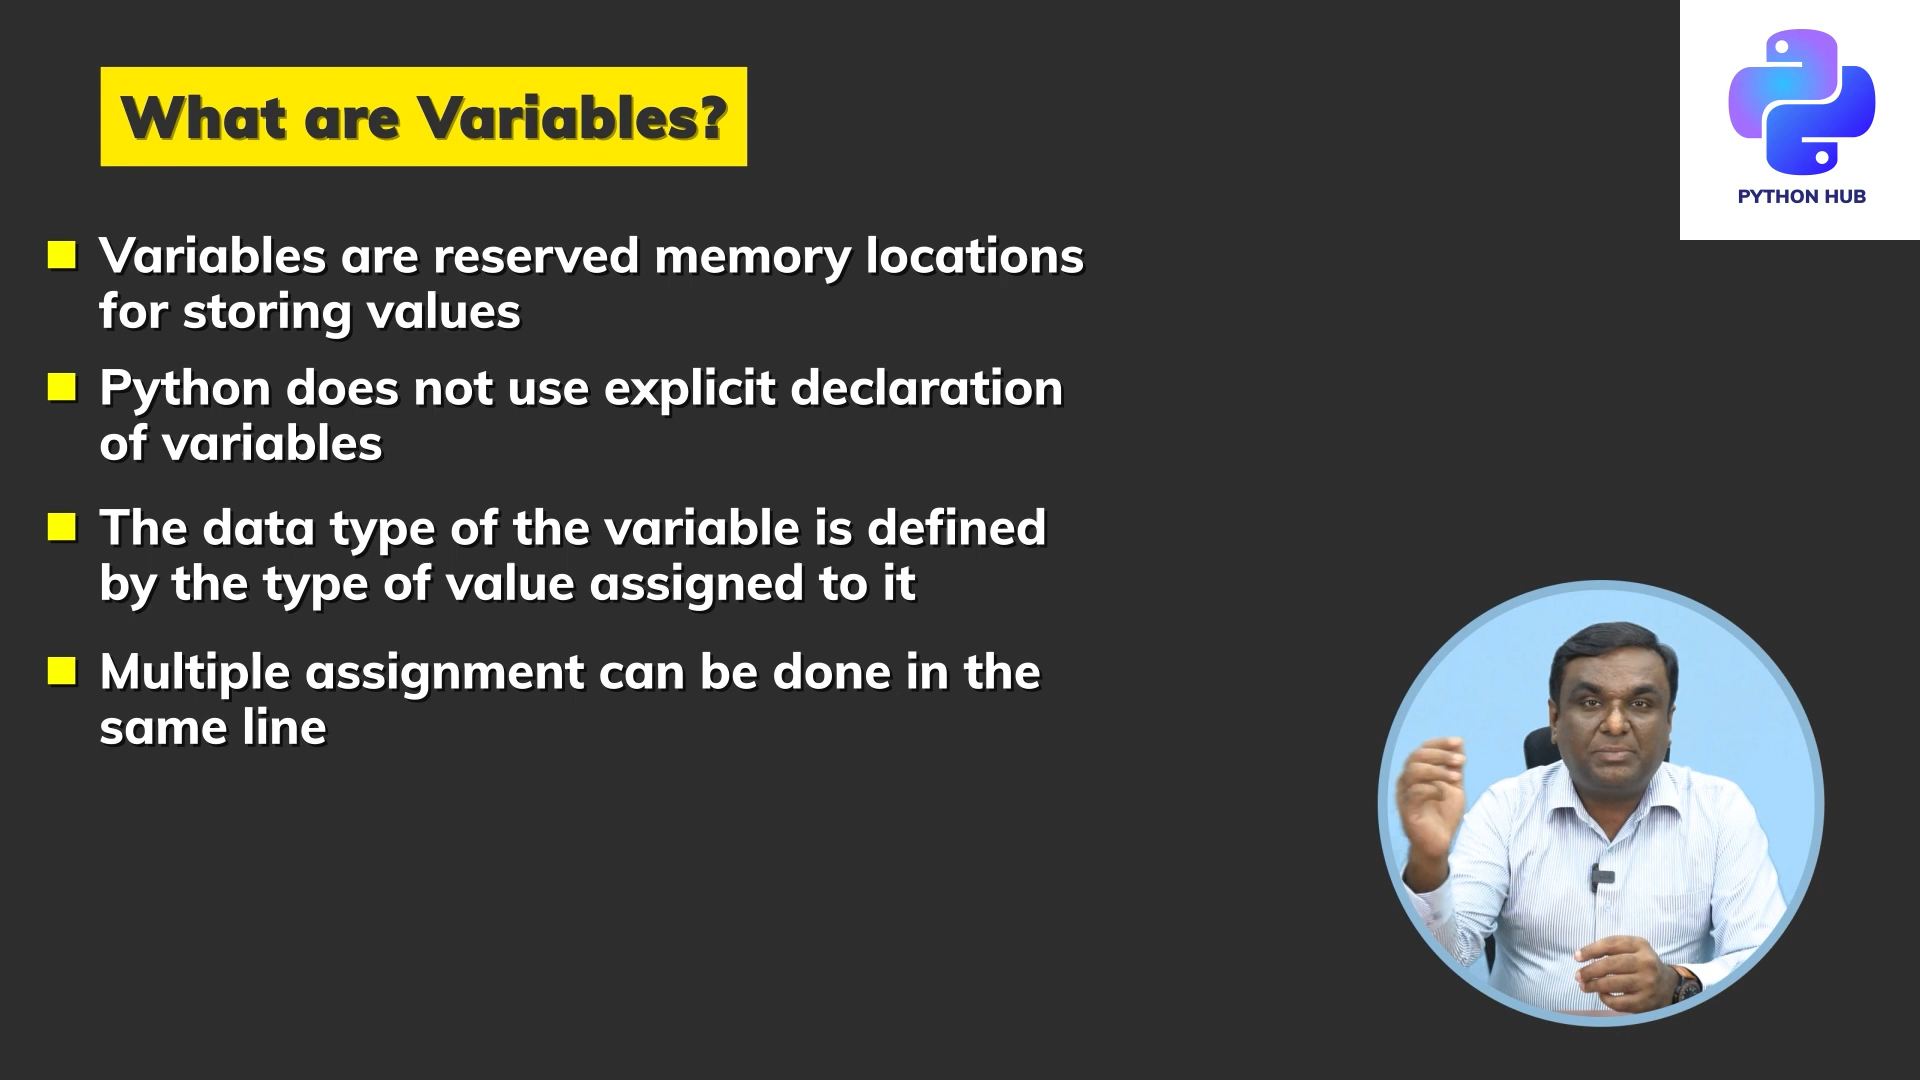 What are Variables?
PYTHON HUB
Variables are reserved memory locations
for storing values
Python does not use explicit declaration
of variables
The data type of the variable is defined
by the type of value assigned to it
Multiple assignment can be done in the
same line